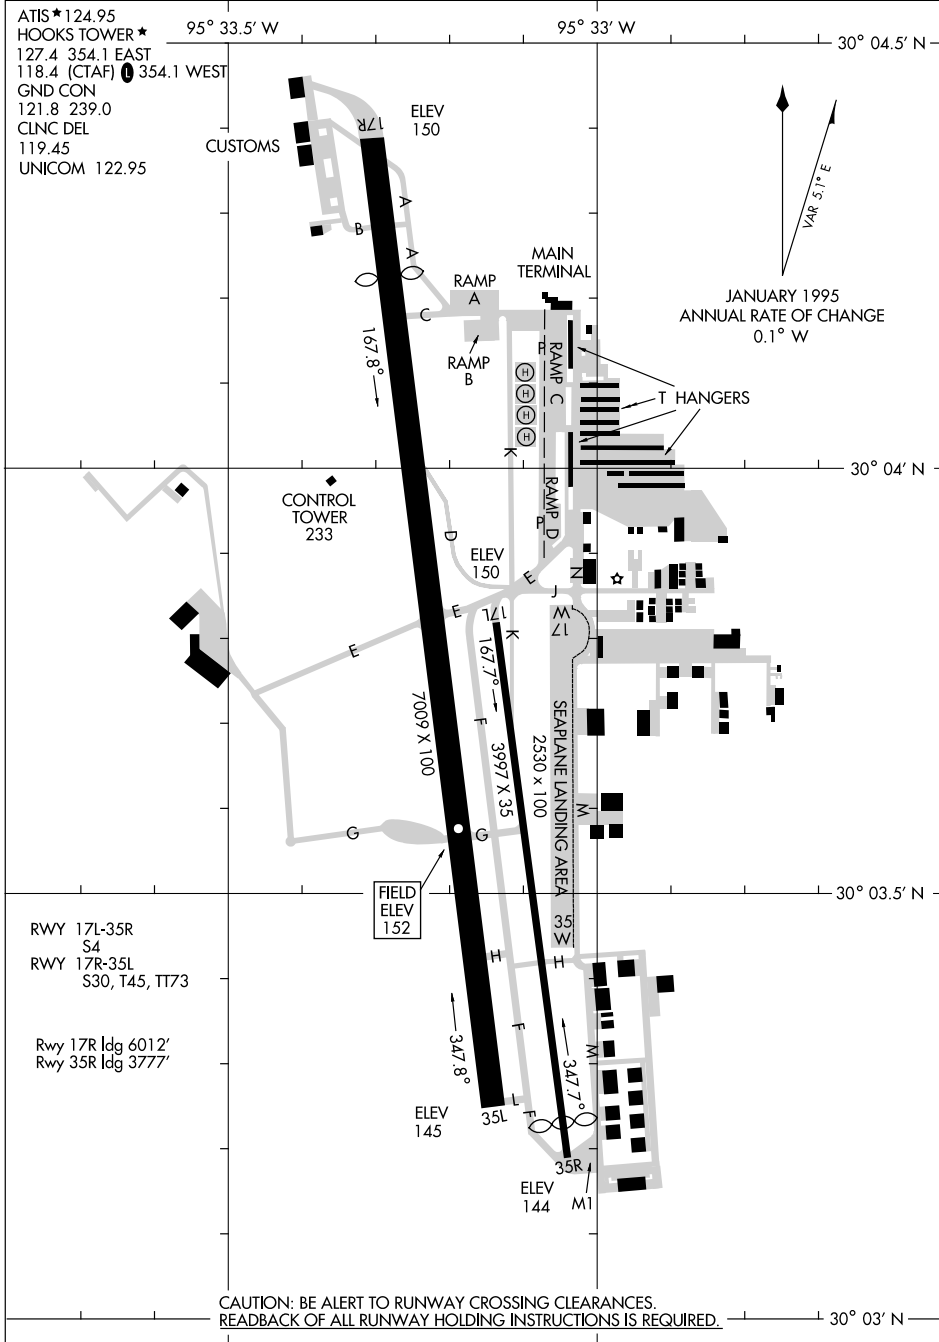 ATIS ★ 124.95
HOOKS TOWER ★
127.4 354.1 EAST
118.4 (CTAF) L 354.1 WEST
GND CON
121.8 239.0
CLNC DEL
119.45
UNICOM 122.95
95° 33.5' W
95° 33' W
30° 04.5' N
ELEV
150
17R
CUSTOMS
A
B
A
VAR 5.1° E
JANUARY 1995
ANNUAL RATE OF CHANGE
0.1° W
MAIN
TERMINAL
RAMP
A
C
RAMP
B
167.8°
P
RAMP C
H
H
H
H
T HANGERS
K
30° 04' N
CONTROL
TOWER
233
RAMP D
P
D
ELEV
150
E
N
J
E
17L
W
17
K
E
167.7°
F
7009 X 100
3997 X 35
2530 x 100
SEAPLANE LANDING AREA
M
G
G
FIELD
ELEV
152
30° 03.5' N
35
W
RWY 17L-35R
S4
RWY 17R-35L
S30, T45, TT73
H
H
F
M
Rwy 17R ldg 6012'
Rwy 35R ldg 3777'
347.8°
347.7°
L
F
ELEV
145
35L
35R
ELEV
144
M1
CAUTION: BE ALERT TO RUNWAY CROSSING CLEARANCES.
READBACK OF ALL RUNWAY HOLDING INSTRUCTIONS IS REQUIRED.
30° 03' N